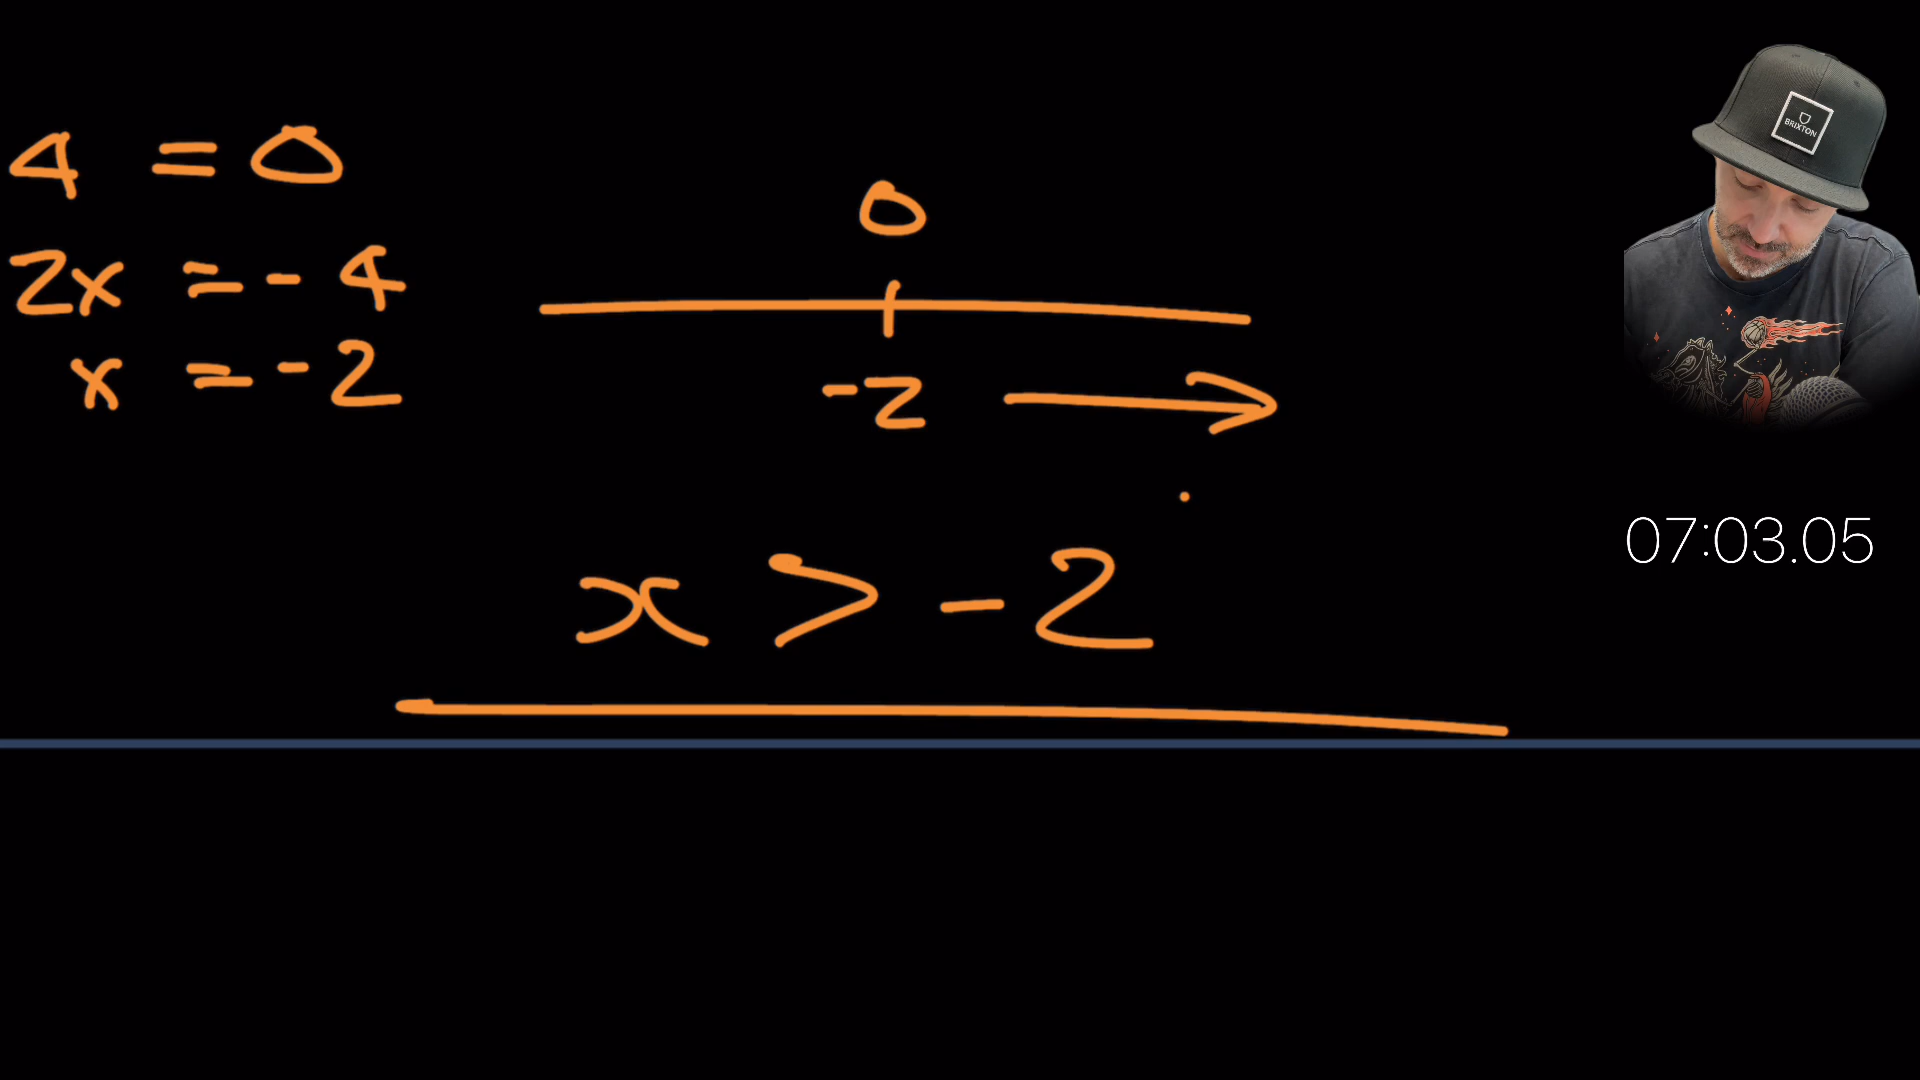 4 = 0
2x = - 4
x = - 2
0
-2
x > - 2
BRIXTON
07:03.05